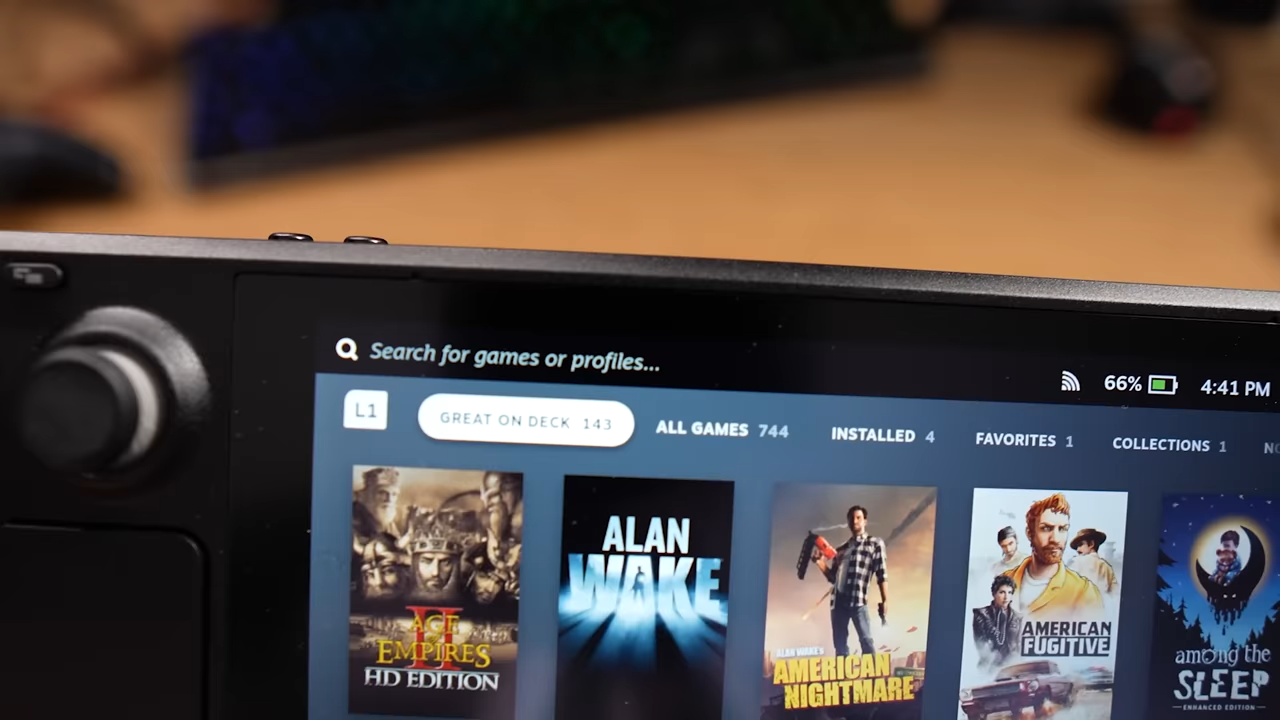 Search for games or profiles...
66% 4:41 PM
L1 GREAT ON DECK 143 ALL GAMES 744 INSTALLED 4 FAVORITES 1 COLLECTIONS 1 NO
AGE
II
EMPIRES
HD EDITION
ALAN
WAKE
ALAN WAKE'S
AMERICAN
NIGHTMARE
AMERICAN
FUGITIVE
among the
SLEEP
ENHANCED EDITION